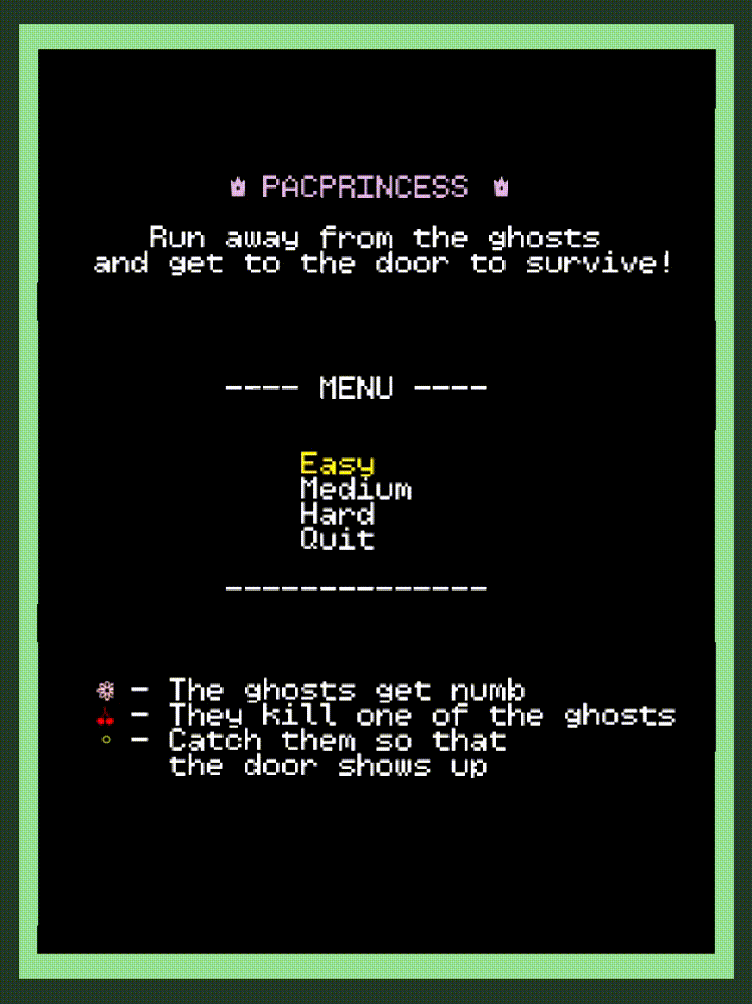 PACPRINCESS
Run away from the ghosts
and get to the door to survive!
---- MENU ----
Easy
Medium
Hard
Quit
--------------
- The ghosts get numb
- They kill one of the ghosts
- Catch them so that
the door shows up